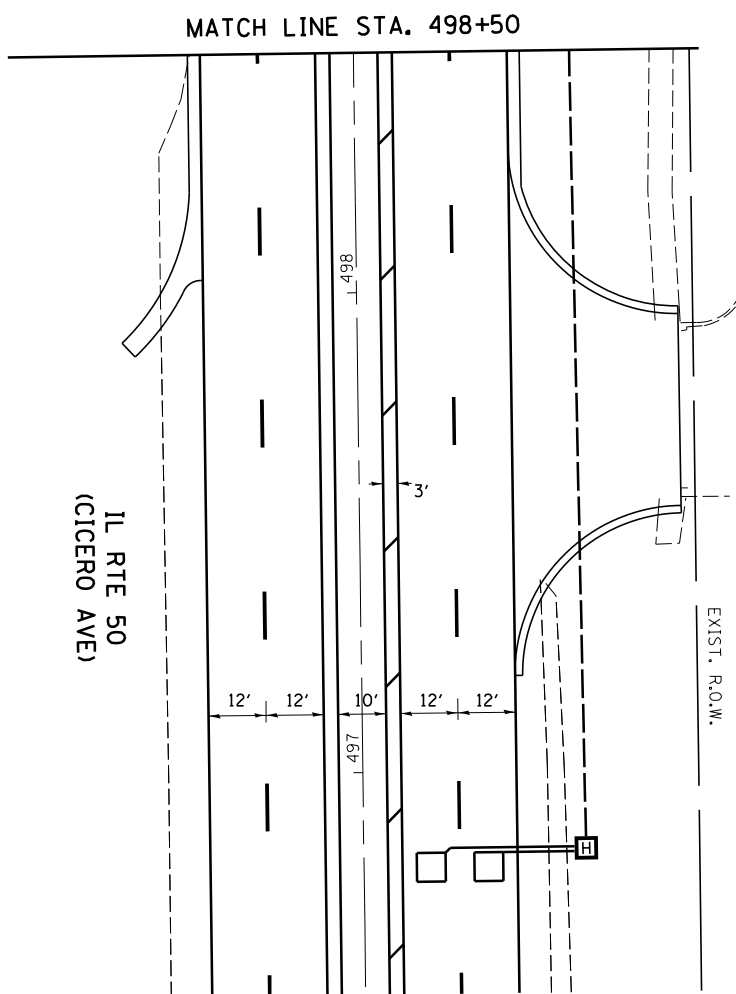 MATCH LINE STA. 498+50
498
3'
IL RTE 50
(CICERO AVE)
EXIST. R.O.W.
12' 12' 10' 12' 12'
497
H